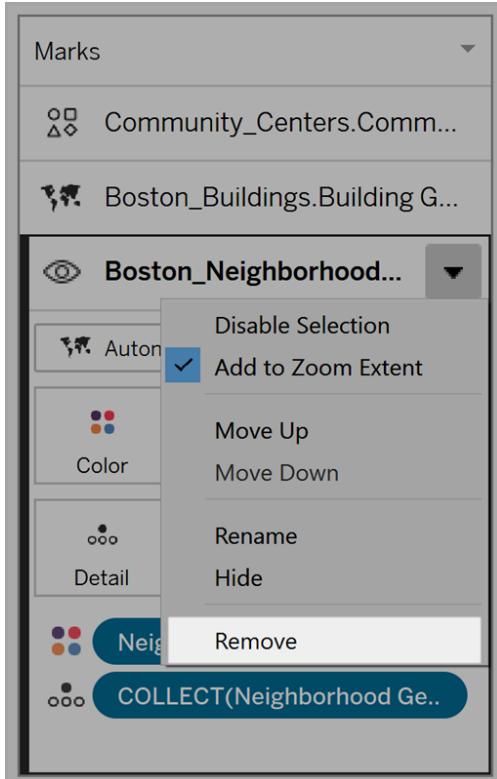 Marks
Community_Centers.Comm...
Boston_Buildings.Building G...
Boston_Neighborhood...
Disable Selection
Autom
Add to Zoom Extent
Color
Move Up
Move Down
Detail
Rename
Hide
Neig
Remove
COLLECT(Neighborhood Ge..